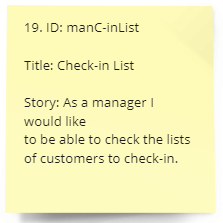 19. ID: manC-inList
Title: Check-in List
Story: As a manager I
would like
to be able to check the lists
of customers to check-in.